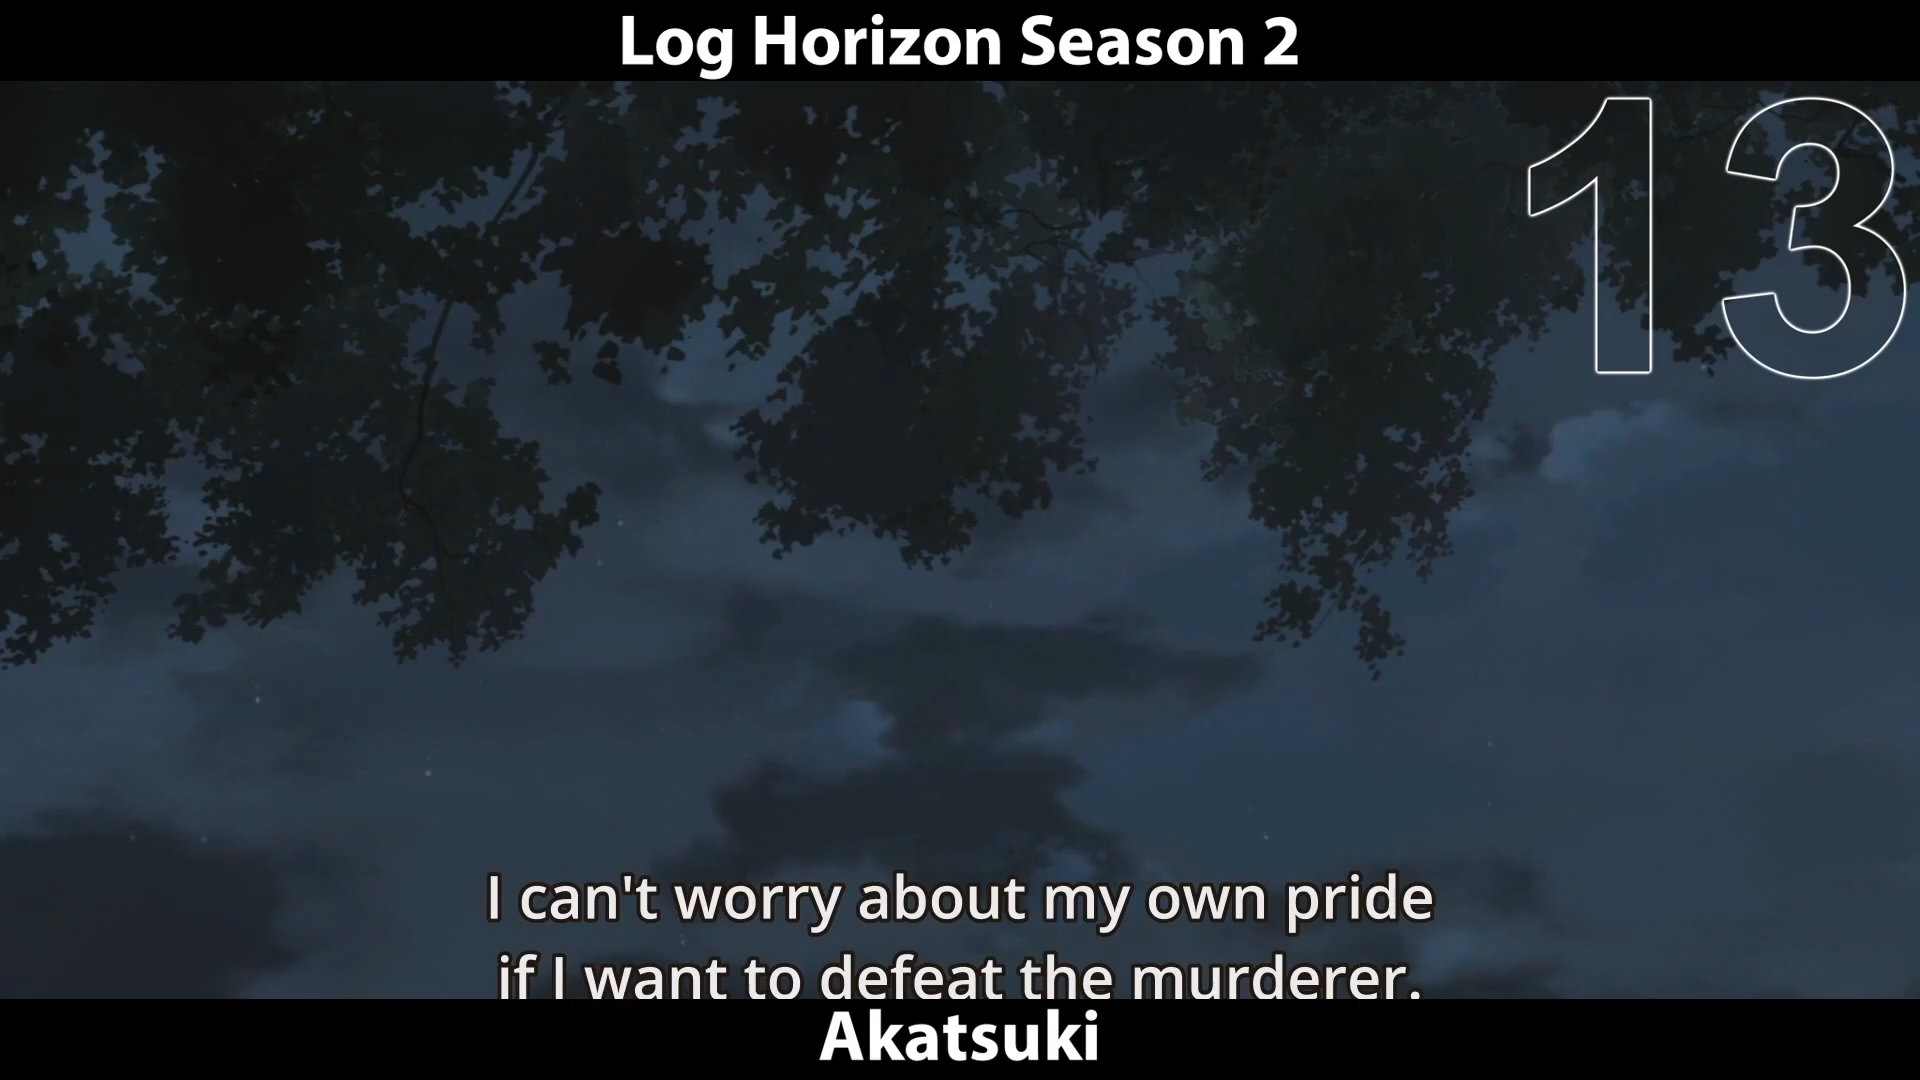 Log Horizon Season 2
13
I can't worry about my own pride
if I want to defeat the murderer.
Akatsuki